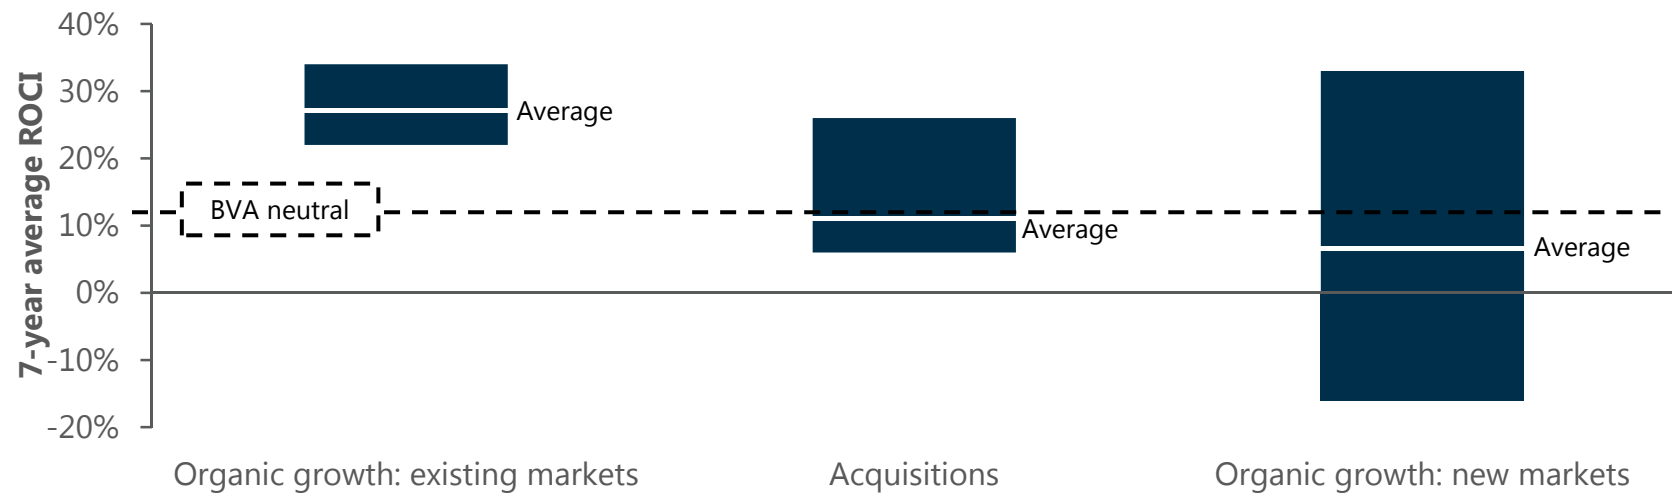 40%
30%
20%
10%
0%
-10%
-20%
7-year average ROCI
Average
BVA neutral
Average
Average
Organic growth: existing markets
Acquisitions
Organic growth: new markets